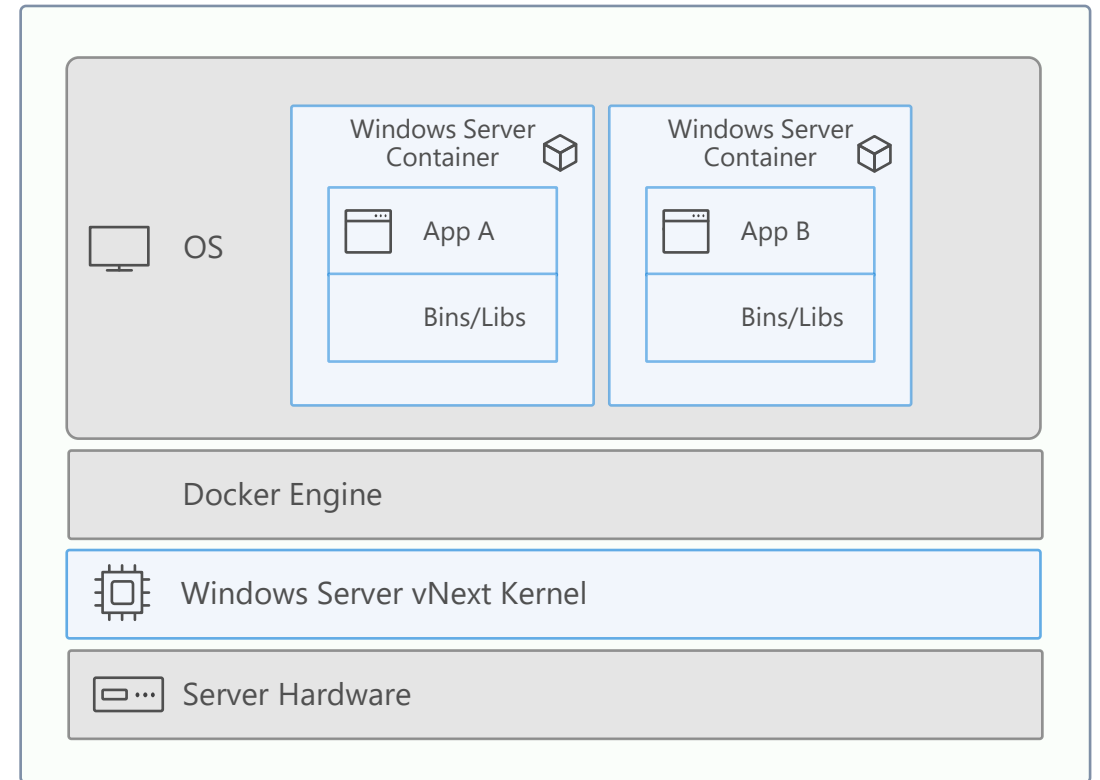 Windows Server
Container
Windows Server
Container
OS
App A
App B
Bins/Libs
Bins/Libs
Docker Engine
Windows Server vNext Kernel
Server Hardware